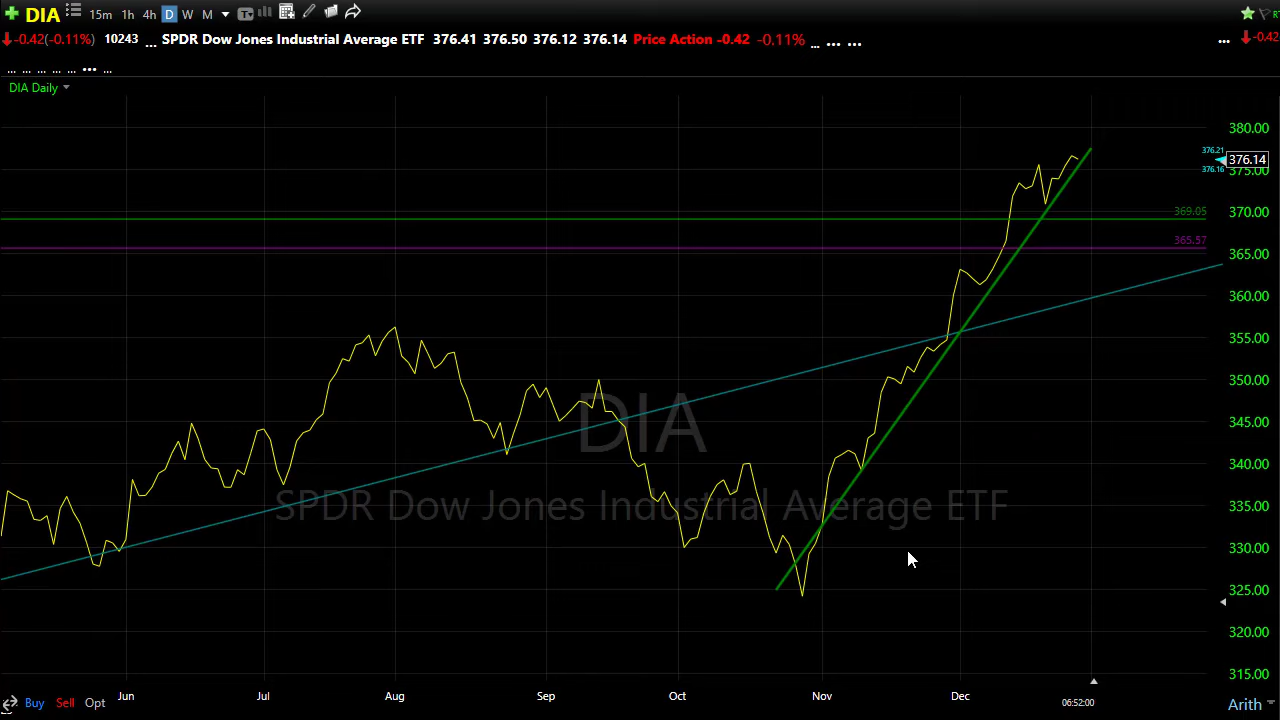 DIA 15m 1h 4h D W M T
-0.42(-0.11%) 10243 ... SPDR Dow Jones Industrial Average ETF 376.41 376.50 376.12 376.14 Price Action -0.42 -0.11% ... ... ... ... -0.42
... ... ... ... ... ... ...
DIA Daily
380.00
376.21
376.14
376.16
375.00
370.00
369.05
365.57
365.00
360.00
355.00
350.00
345.00
DIA
340.00
SPDR Dow Jones Industrial Average ETF
335.00
330.00
325.00
320.00
315.00
Jun Jul Aug Sep Oct Nov Dec
Buy Sell Opt 06:52:00 Arith